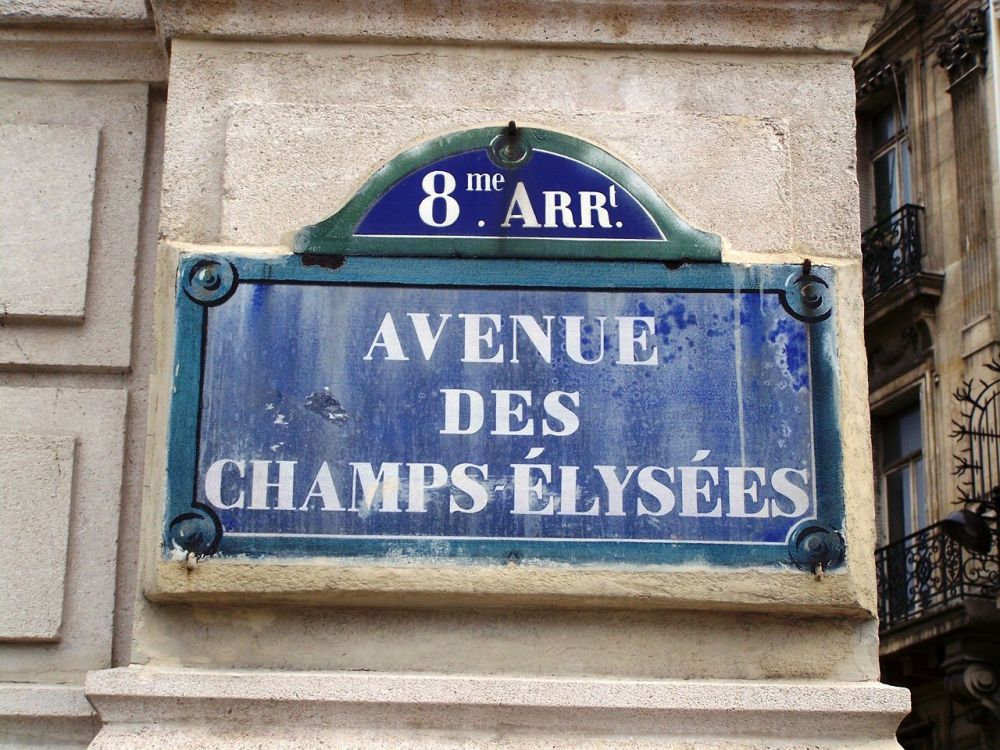 8me. ARRt.
AVENUE
DES
CHAMPS-ÉLYSÉES